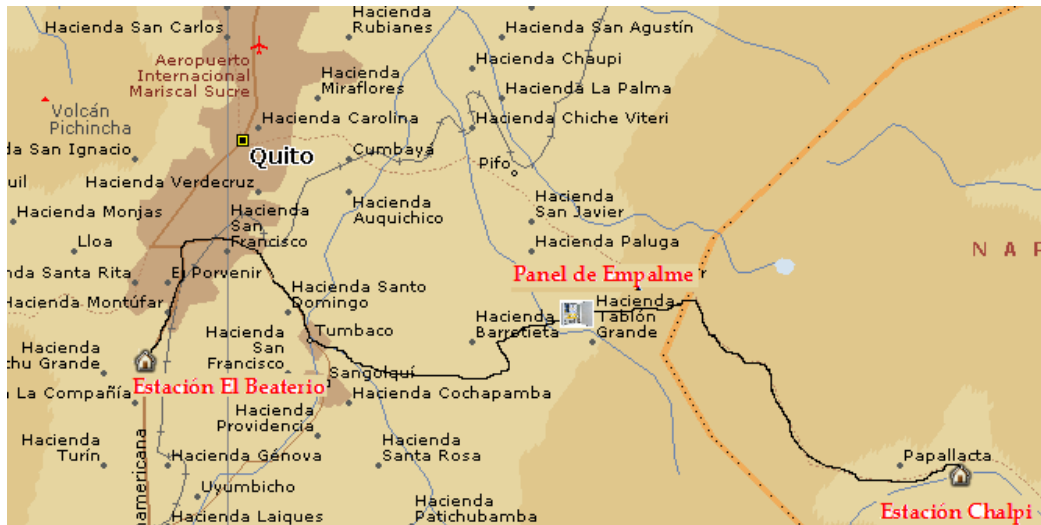 Hacienda San Carlos
Hacienda
Rubianes
Hacienda San Agustín
Aeropuerto
Internacional
Mariscal Sucre
Hacienda
Miraflores
Hacienda Chaupi
Hacienda La Palma
Volcán
Pichincha
Hacienda Carolina
Hacienda Chiche Viteri
da San Ignacio
Quito
Cumbayá
Pifo
uil
Hacienda Verdecruz
Hacienda Monjas
Hacienda
San
Francisco
Hacienda
Auquichico
Hacienda
San Javier
Lloa
Hacienda Paluga
N A P
nda Santa Rita
El Porvenir
Panel de Empalme
r
Hacienda Montúfar
Hacienda Santo
Domingo
Hacienda
Barrotieta
Hacienda
Tablón
Grande
Hacienda
chu Grande
Hacienda
San
Francisco
Tumbaco
Sangolquí
Estación El Beaterio
La Compañía
Hacienda Cochapamba
Hacienda
Providencia
Hacienda
Turín
Hacienda Génova
Hacienda
Santa Rosa
Papallacta
namericana
Uyumbicho
Hacienda Laiques
Hacienda
Patichubamba
Estación Chalpi